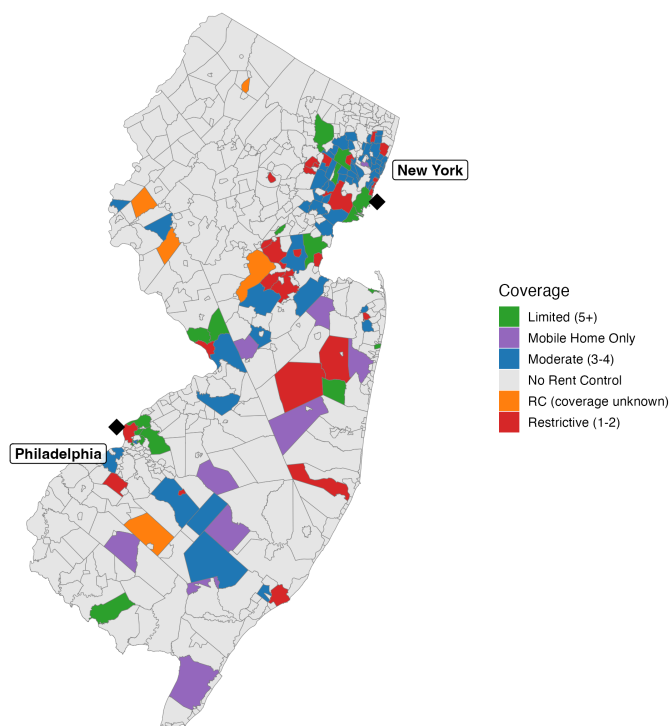 New York
Philadelphia
Coverage
Limited (5+)
Mobile Home Only
Moderate (3-4)
No Rent Control
RC (coverage unknown)
Restrictive (1-2)